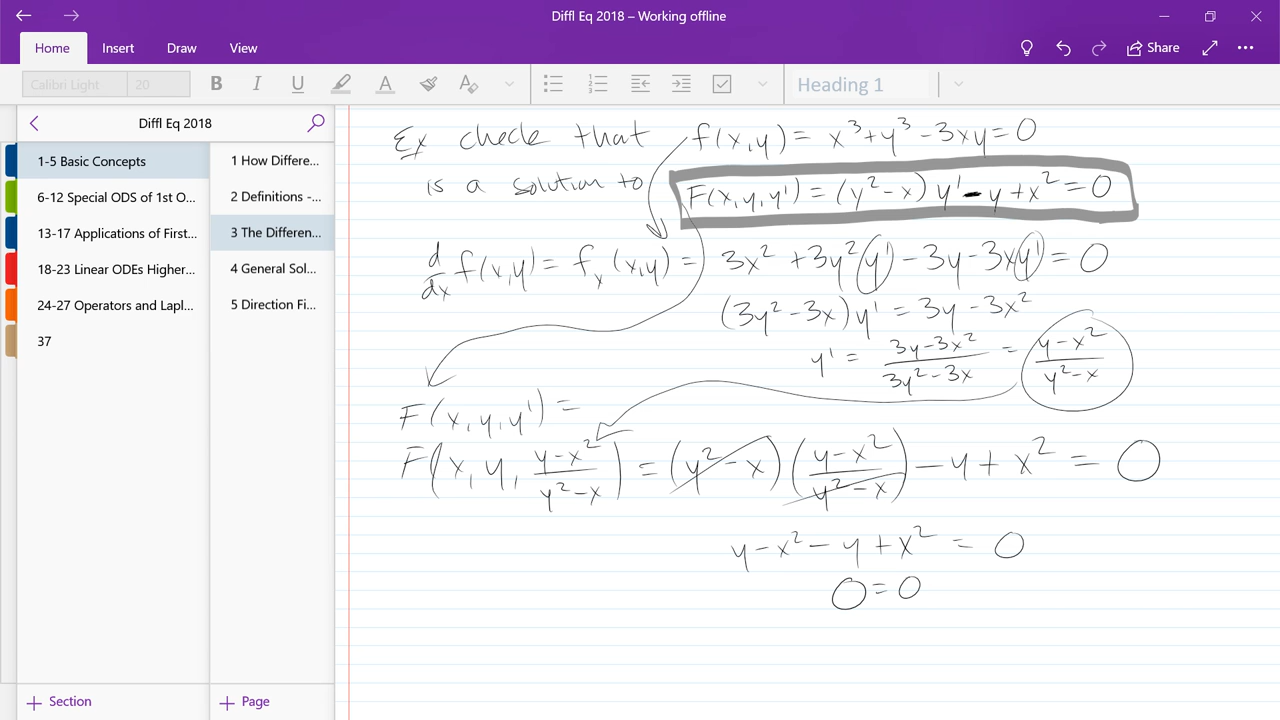 Diffl Eq 2018 – Working offline
Home Insert Draw View Share
Calibri Light 20 B I U A A Heading 1
Diffl Eq 2018
1-5 Basic Concepts
6-12 Special ODS of 1st O...
13-17 Applications of First...
18-23 Linear ODEs Higher...
24-27 Operators and Lapl...
37
1 How Differe...
2 Definitions -...
3 The Differen...
4 General Sol...
5 Direction Fi...
+ Section
+ Page
Ex check that f(x,y) = x³+y³-3xy=0
is a solution to F(x,y,y') = (y²-x) y' - y + x² = 0
d/dx f(x,y) = fₓ(x,y) = 3x² + 3y²(y') - 3y - 3x(y') = 0
(3y²-3x)y' = 3y-3x²
y' = (3y-3x²)/(3y²-3x) = (y-x²)/(y²-x)
F(x,y,y') =
F(x,y,(y-x²)/(y²-x)) = (y²-x)((y-x²)/(y²-x)) - y + x² = 0
y-x²-y+x² = 0
0=0